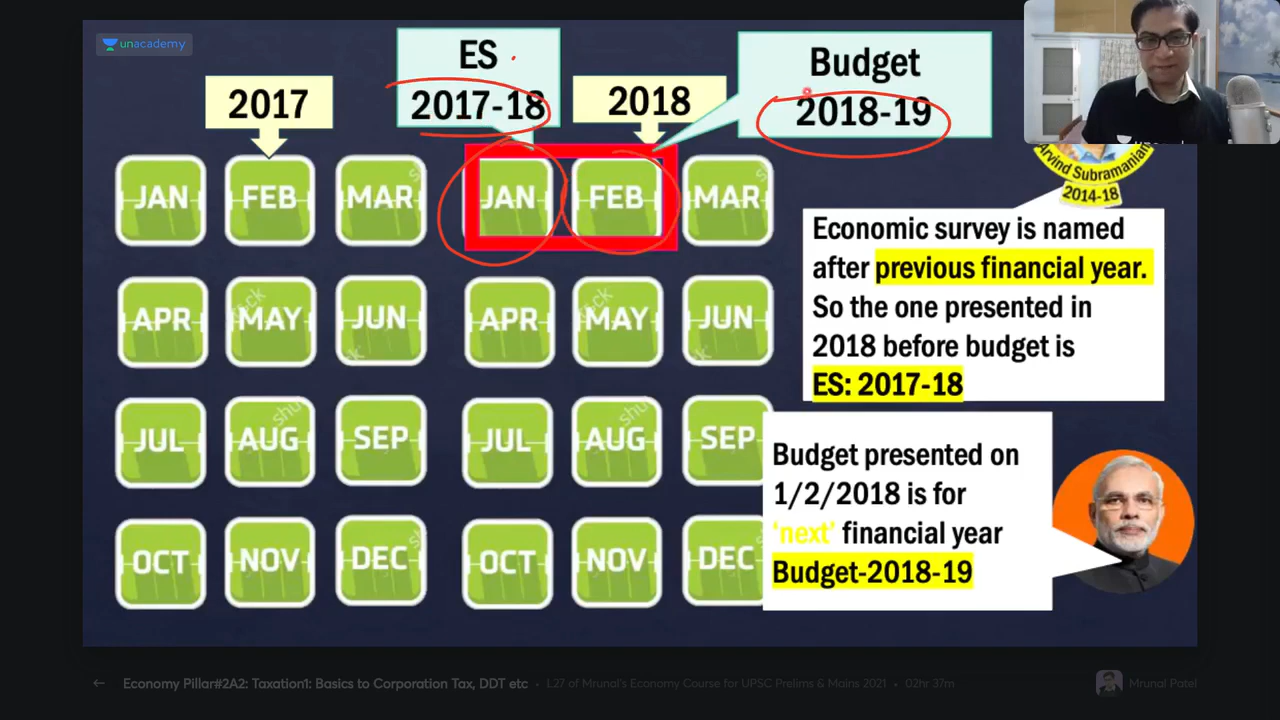 unacademy
ES
2017-18
2017
2018
Budget
2018-19
JAN FEB MAR JAN FEB MAR
APR MAY JUN APR MAY JUN
JUL AUG SEP JUL AUG SEP
OCT NOV DEC OCT NOV DEC
Arvind Subramanian
2014-18
Economic survey is named
after previous financial year.
So the one presented in
2018 before budget is
ES: 2017-18
Budget presented on
1/2/2018 is for
'next' financial year
Budget-2018-19
← Economy Pillar#2A2: Taxation1: Basics to Corporation Tax, DDT etc • L27 of Mrunal's Economy Course for UPSC Prelims & Mains 2021 • 02hr 37m
Mrunal Patel